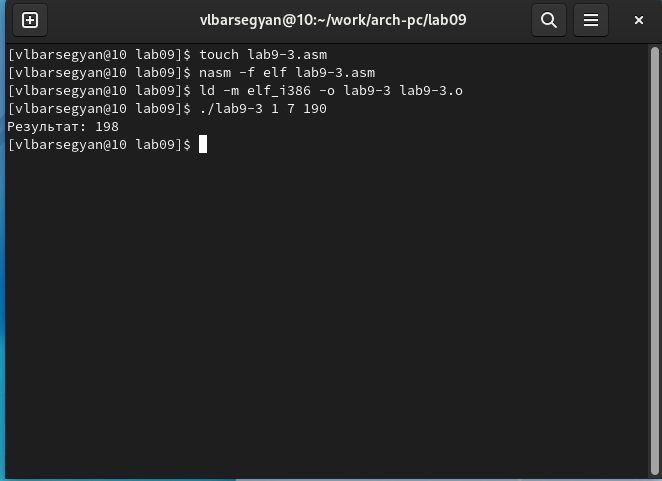 vlbarsegyan@10:~/work/arch-pc/lab09
[vlbarsegyan@10 lab09]$ touch lab9-3.asm
[vlbarsegyan@10 lab09]$ nasm -f elf lab9-3.asm
[vlbarsegyan@10 lab09]$ ld -m elf_i386 -o lab9-3 lab9-3.o
[vlbarsegyan@10 lab09]$ ./lab9-3 1 7 190
Результат: 198
[vlbarsegyan@10 lab09]$